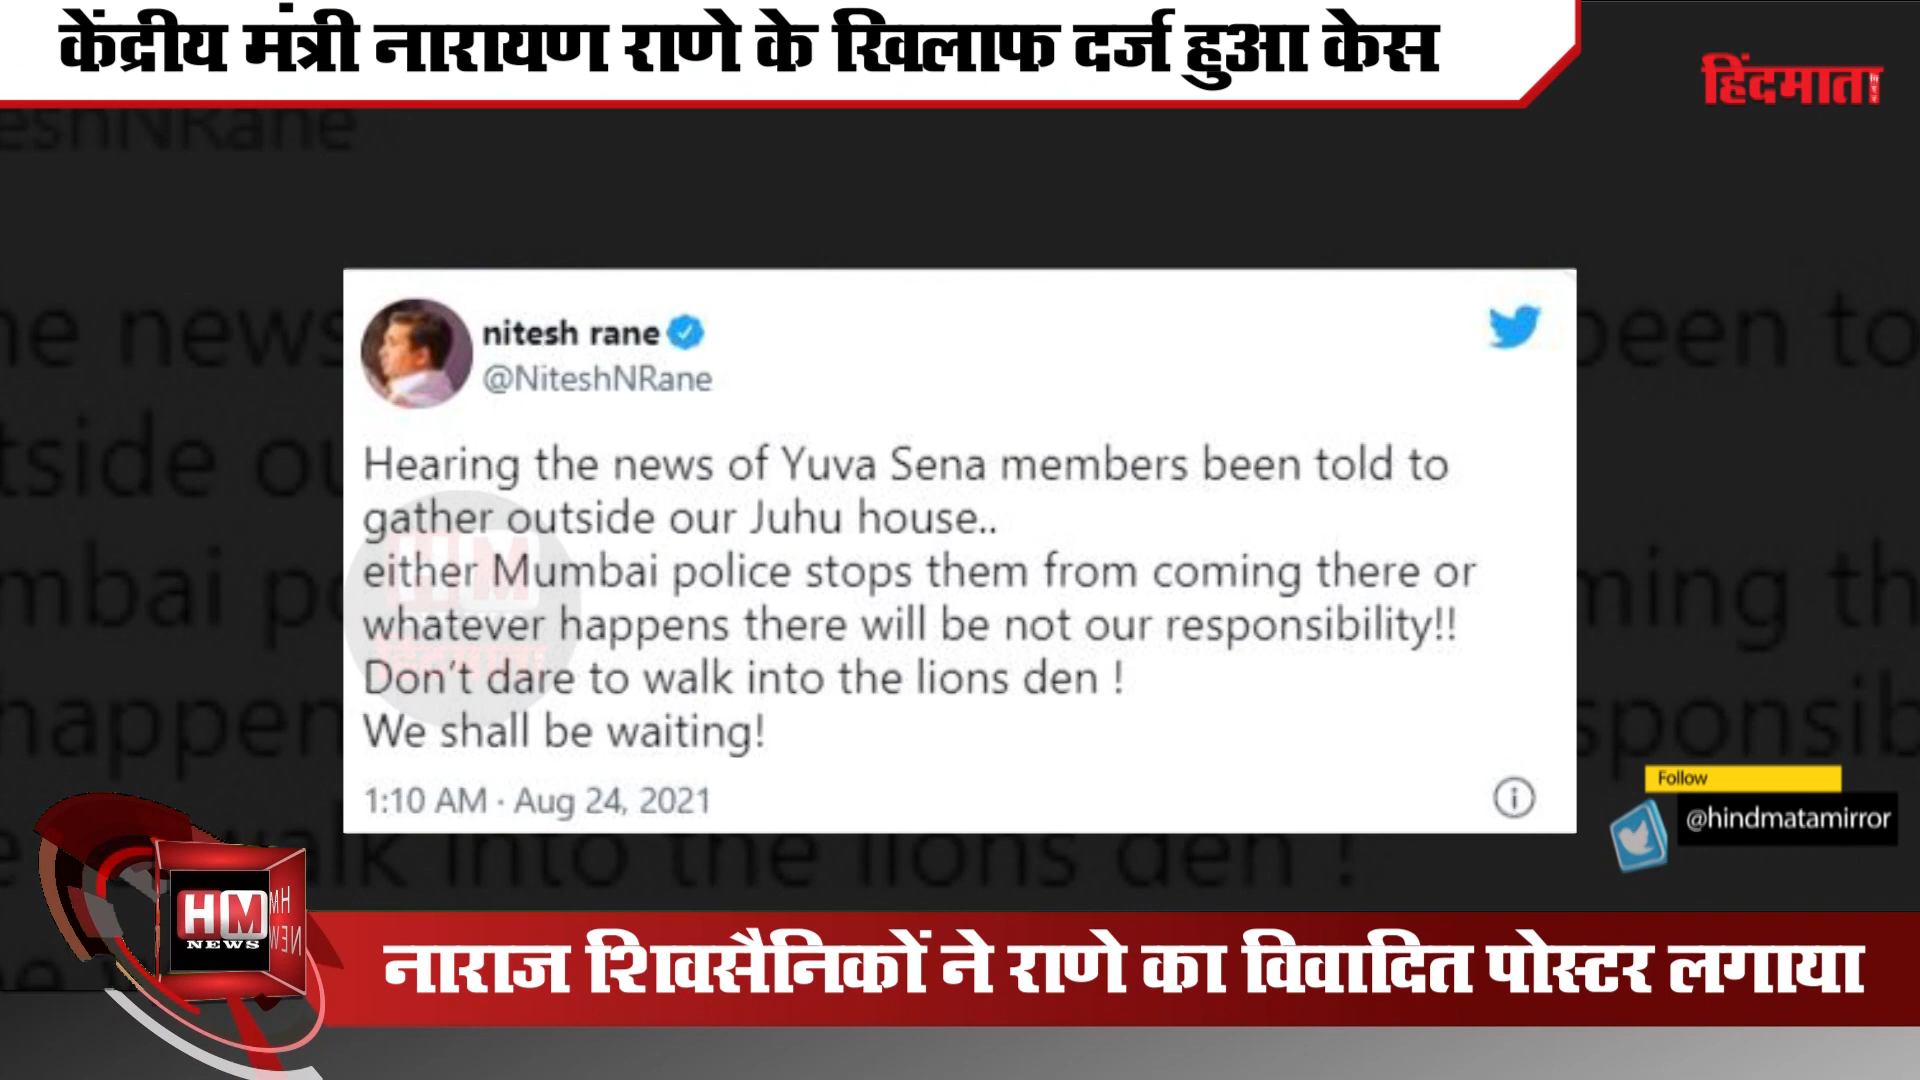 केंद्रीय मंत्री नारायण राणे के खिलाफ दर्ज हुआ केस
हिंदमाता
nitesh rane
@NiteshNRane
Hearing the news of Yuva Sena members been told to
gather outside our Juhu house..
either Mumbai police stops them from coming there or
whatever happens there will be not our responsibility!!
Don't dare to walk into the lions den !
We shall be waiting!
1:10 AM · Aug 24, 2021
Follow
@hindmatamirror
HM
NEWS
नाराज शिवसैनिकों ने राणे का विवादित पोस्टर लगाया